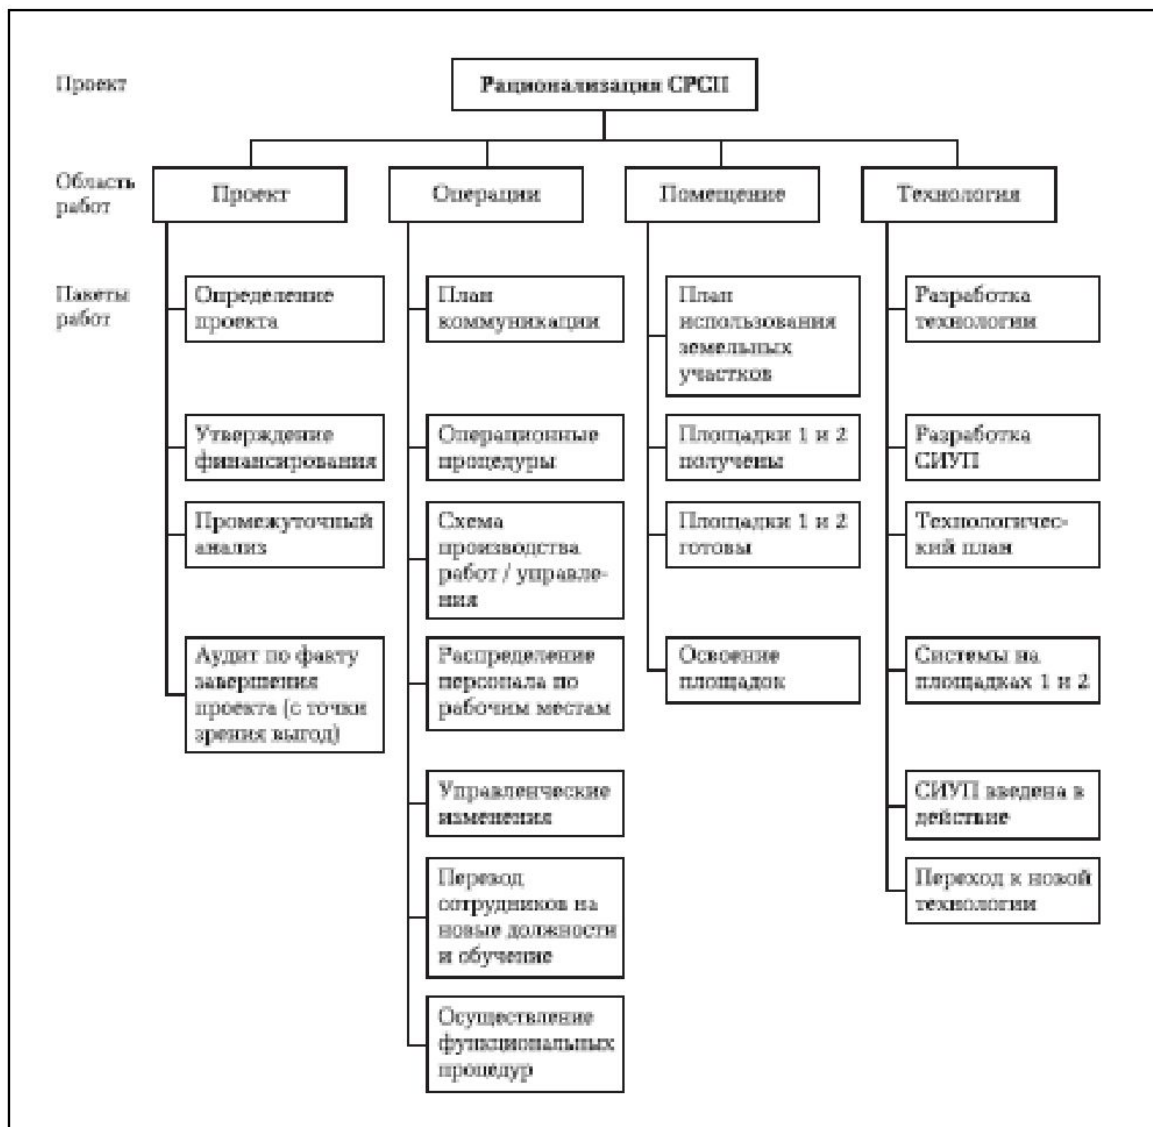 Проект
Рационализация СРСП
Область
работ
Проект
Операции
Помещение
Технология
Пакеты
работ
Определение
проекта
Утверждение
финансирования
Промежуточный
анализ
Аудит по факту
завершения
проекта (с точки
зрения выгод)
План
коммуникации
Операционные
процедуры
Схема
производства
работ / управле-
ния
Распределение
персонала по
рабочим местам
Управленческие
изменения
Перевод
сотрудников на
новые должности
и обучение
Осуществление
функциональных
процедур
План
использования
земельных
участков
Площадки 1 и 2
получены
Площадки 1 и 2
готовы
Освоение
площадок
Разработка
технологии
Разработка
СИУП
Технологичес-
кий план
Системы на
площадках 1 и 2
СИУП введена в
действие
Переход к новой
технологии